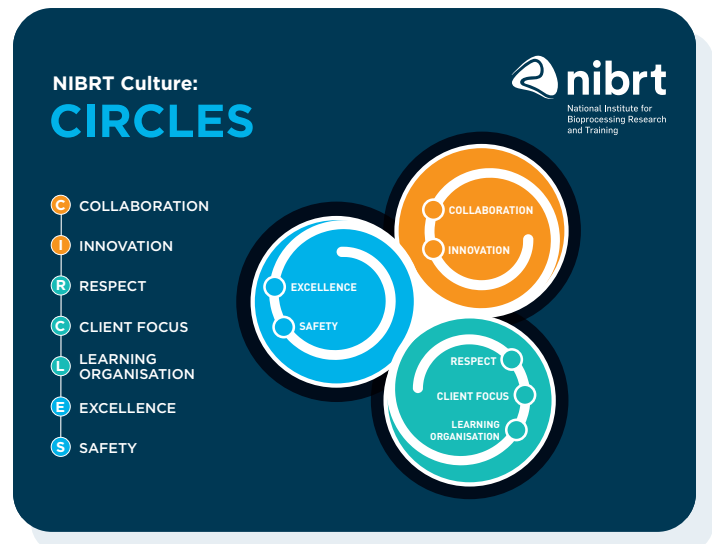 NIBRT Culture:
CIRCLES
nibrt
National Institute for
Bioprocessing Research
and Training
C COLLABORATION
I INNOVATION
R RESPECT
C CLIENT FOCUS
L LEARNING
ORGANISATION
E EXCELLENCE
S SAFETY
COLLABORATION
INNOVATION
EXCELLENCE
SAFETY
RESPECT
CLIENT FOCUS
LEARNING
ORGANISATION